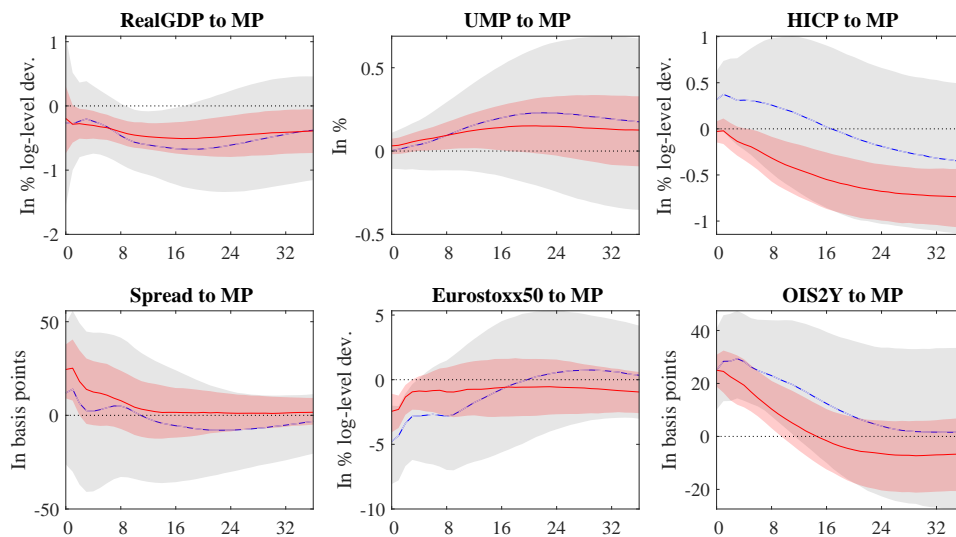 RealGDP to MP
In % log-level dev.
1
0
-1
-2
0 8 16 24 32
UMP to MP
In %
0.5
0
-0.5
0 8 16 24 32
HICP to MP
In % log-level dev.
1
0.5
0
-0.5
-1
0 8 16 24 32
Spread to MP
In basis points
50
0
-50
0 8 16 24 32
Eurostoxx50 to MP
In % log-level dev.
5
0
-5
-10
0 8 16 24 32
OIS2Y to MP
In basis points
40
20
0
-20
0 8 16 24 32